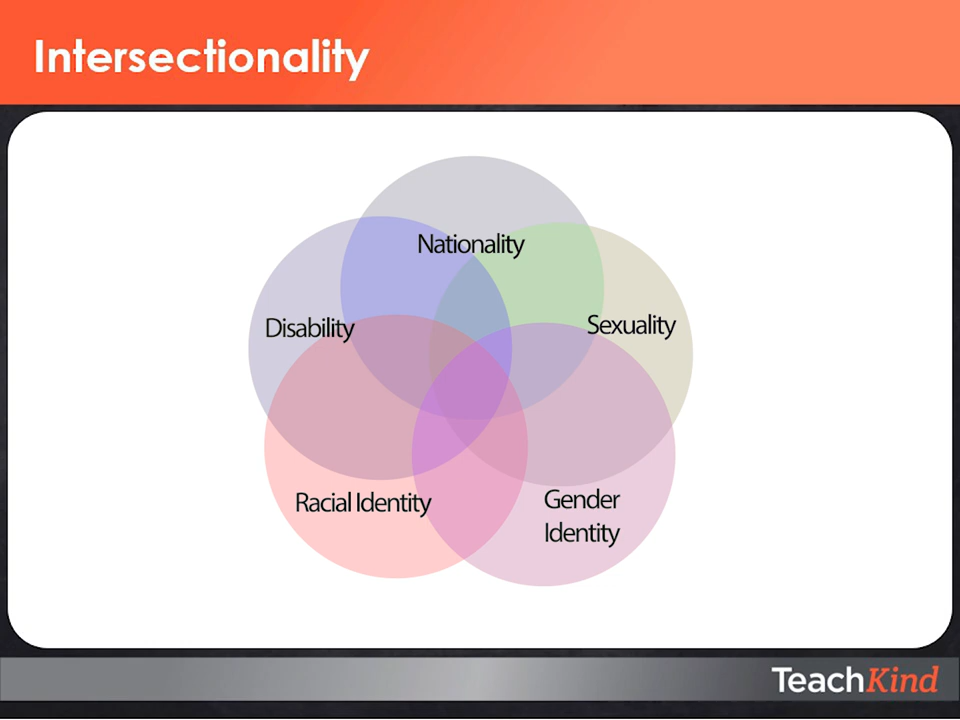 Intersectionality
Nationality
Disability
Sexuality
Racial Identity
Gender
Identity
TeachKind